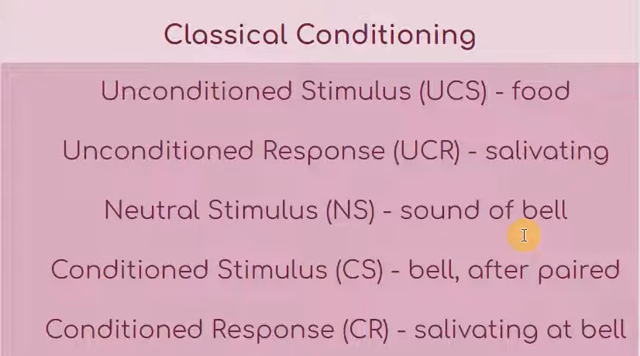 Classical Conditioning
Unconditioned Stimulus (UCS) - food
Unconditioned Response (UCR) - salivating
Neutral Stimulus (NS) - sound of bell
Conditioned Stimulus (CS) - bell, after paired
Conditioned Response (CR) - salivating at bell